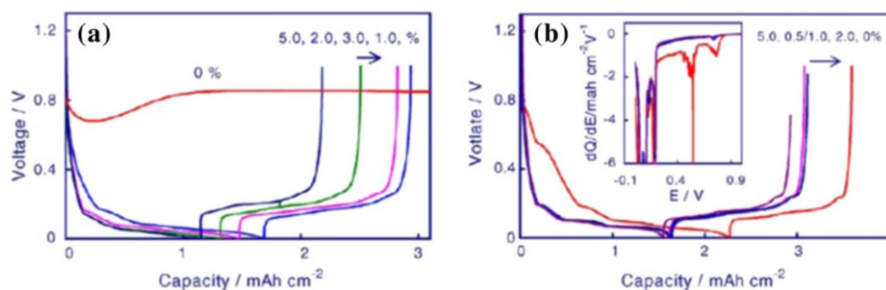 (a)
5.0, 2.0, 3.0, 1.0, %
0 %
Voltage / V
1.2
0.8
0.4
0
0
1
2
3
Capacity / mAh cm-2
(b)
5.0, 0.5/1.0, 2.0, 0%
Votlate / V
1.2
0.8
0.4
0
0
1
2
3
4
Capacity / mAh cm-2
dQ/dE/mah cm-2V-1
0
-2
-4
-6
-0.1
0.4
0.9
E / V